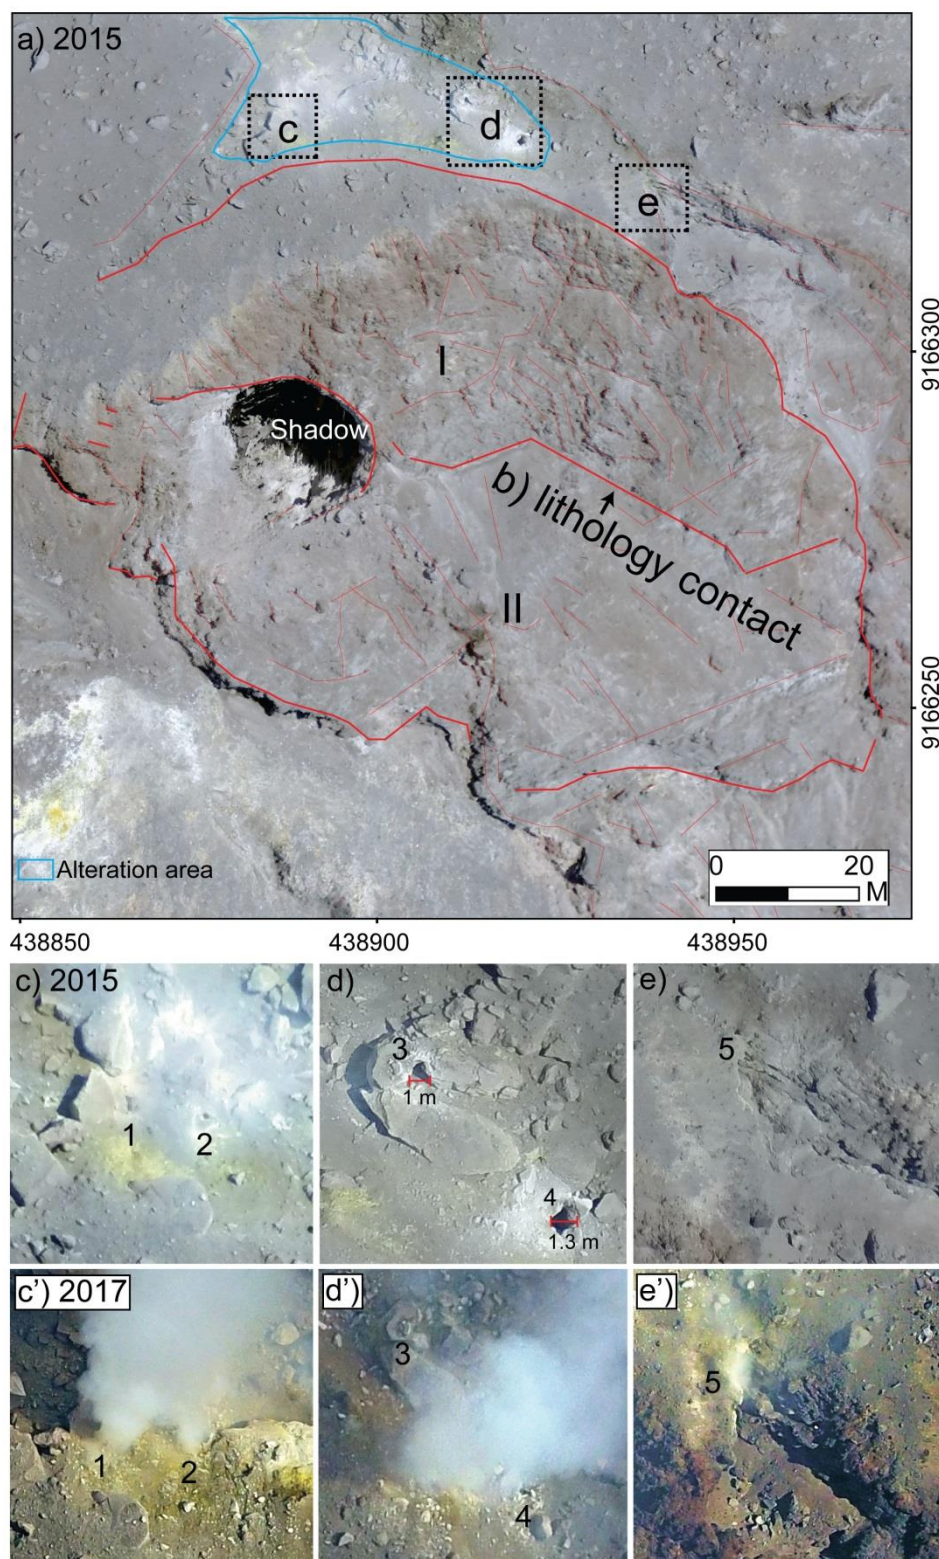 a) 2015
c
d
e
I
Shadow
b) lithology contact
II
9166300
9166250
Alteration area
0 20
M
438850 438900 438950
c) 2015
d)
e)
1
2
3
1 m
4
1.3 m
5
c') 2017
d')
e')
1
2
3
4
5